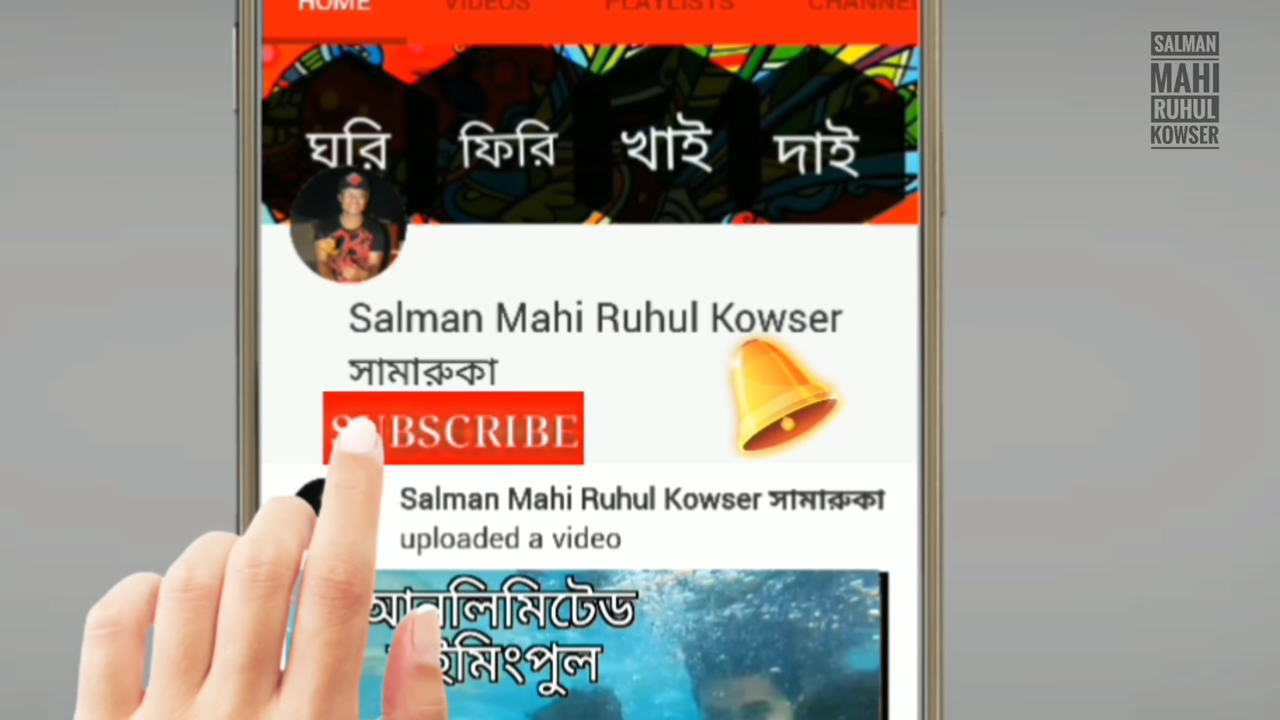 HOME VIDEOS PLAYLISTS CHANNEL
SALMAN
MAHI
RUHUL
KOWSER
ঘরি ফিরি খাই দাই
Salman Mahi Ruhul Kowser
সামারুকা
SUBSCRIBE
Salman Mahi Ruhul Kowser সামারুকা
uploaded a video
আনলিমিটেড